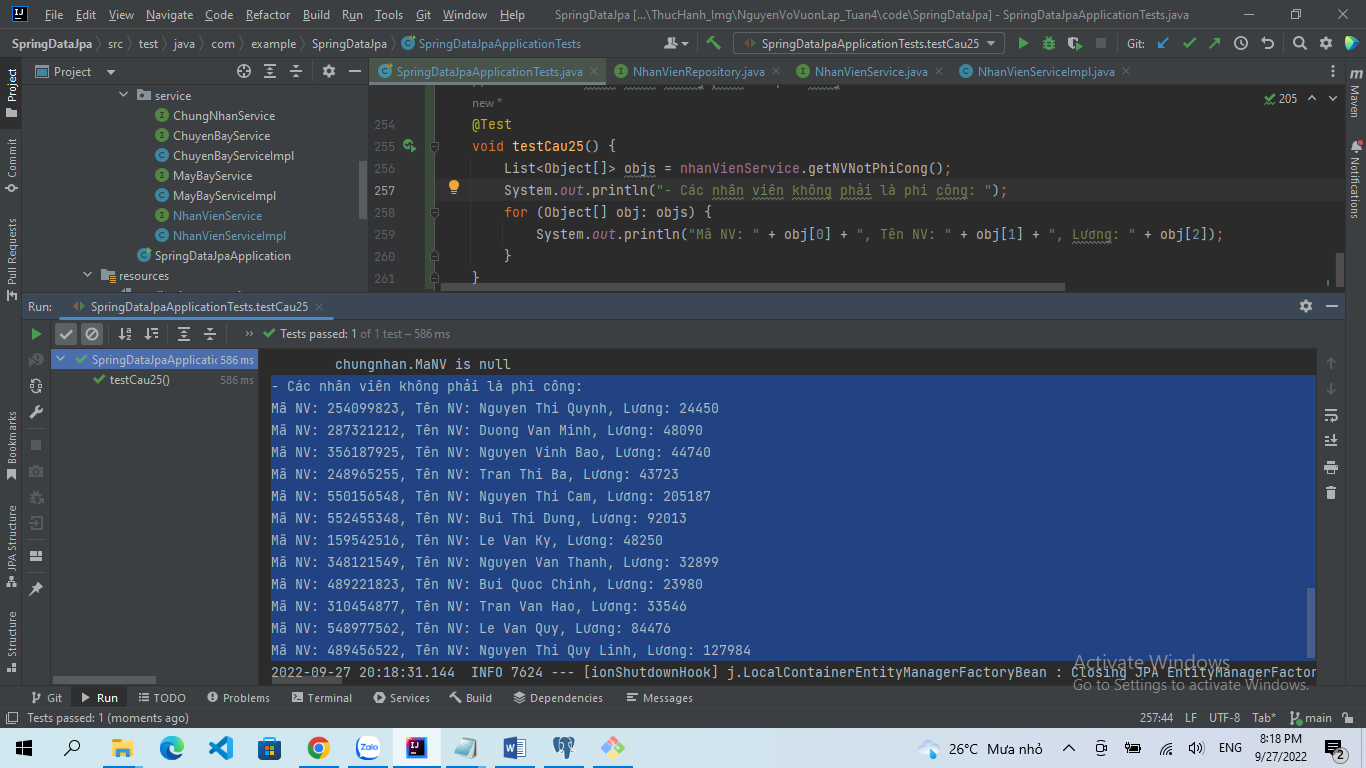 File Edit View Navigate Code Refactor Build Run Tools Git Window Help SpringDataJpa [...\ThucHanh_lmg\NguyenVoVuonLap_Tuan4\code\SpringDataJpa] - SpringDataJpaApplicationTests.java
SpringDataJpa src test java com example SpringDataJpa SpringDataJpaApplicationTests SpringDataJpaApplicationTests.testCau25 Git:
Project
SpringDataJpaApplicationTests.java NhanVienRepository.java NhanVienService.java NhanVienServiceImpl.java
service
ChungNhanService
ChuyenBayService
ChuyenBayServiceImpl
MayBayService
MayBayServiceImpl
NhanVienService
NhanVienServiceImpl
SpringDataJpaApplication
resources
new *
205
254 @Test
255 void testCau25() {
256 List<Object[]> objs = nhanVienService.getNVNotPhiCong();
257 System.out.println("- Các nhân viên không phải là phi công: ");
258 for (Object[] obj: objs) {
259 System.out.println("Mã NV: " + obj[0] + ", Tên NV: " + obj[1] + ", Lương: " + obj[2]);
260 }
261 }
Project
Commit
Pull Requests
Bookmarks
JPA Structure
Structure
m
Maven
Notifications
Run: SpringDataJpaApplicationTests.testCau25
Tests passed: 1 of 1 test – 586 ms
SpringDataJpaApplicatic 586 ms
testCau25() 586 ms
chungnhan.MaNV is null
- Các nhân viên không phải là phi công:
Mã NV: 254099823, Tên NV: Nguyen Thi Quynh, Lương: 24450
Mã NV: 287321212, Tên NV: Duong Van Minh, Lương: 48090
Mã NV: 356187925, Tên NV: Nguyen Vinh Bao, Lương: 44740
Mã NV: 248965255, Tên NV: Tran Thi Ba, Lương: 43723
Mã NV: 550156548, Tên NV: Nguyen Thi Cam, Lương: 205187
Mã NV: 552455348, Tên NV: Bui Thi Dung, Lương: 92013
Mã NV: 159542516, Tên NV: Le Van Ky, Lương: 48250
Mã NV: 348121549, Tên NV: Nguyen Van Thanh, Lương: 32899
Mã NV: 489221823, Tên NV: Bui Quoc Chinh, Lương: 23980
Mã NV: 310454877, Tên NV: Tran Van Hao, Lương: 33546
Mã NV: 548977562, Tên NV: Le Van Quy, Lương: 84476
Mã NV: 489456522, Tên NV: Nguyen Thi Quy Linh, Lương: 127984
2022-09-27 20:18:31.144 INFO 7624 --- [ionShutdownHook] j.LocalContainerEntityManagerFactoryBean : Closing JPA EntityManagerFactor
Activate Windows
Go to Settings to activate Windows.
Git Run TODO Problems Terminal Services Build Dependencies Messages
Tests passed: 1 (moments ago) 257:44 LF UTF-8 Tab* main
Zalo 26°C Mưa nhỏ ENG 8:18 PM
9/27/2022 2